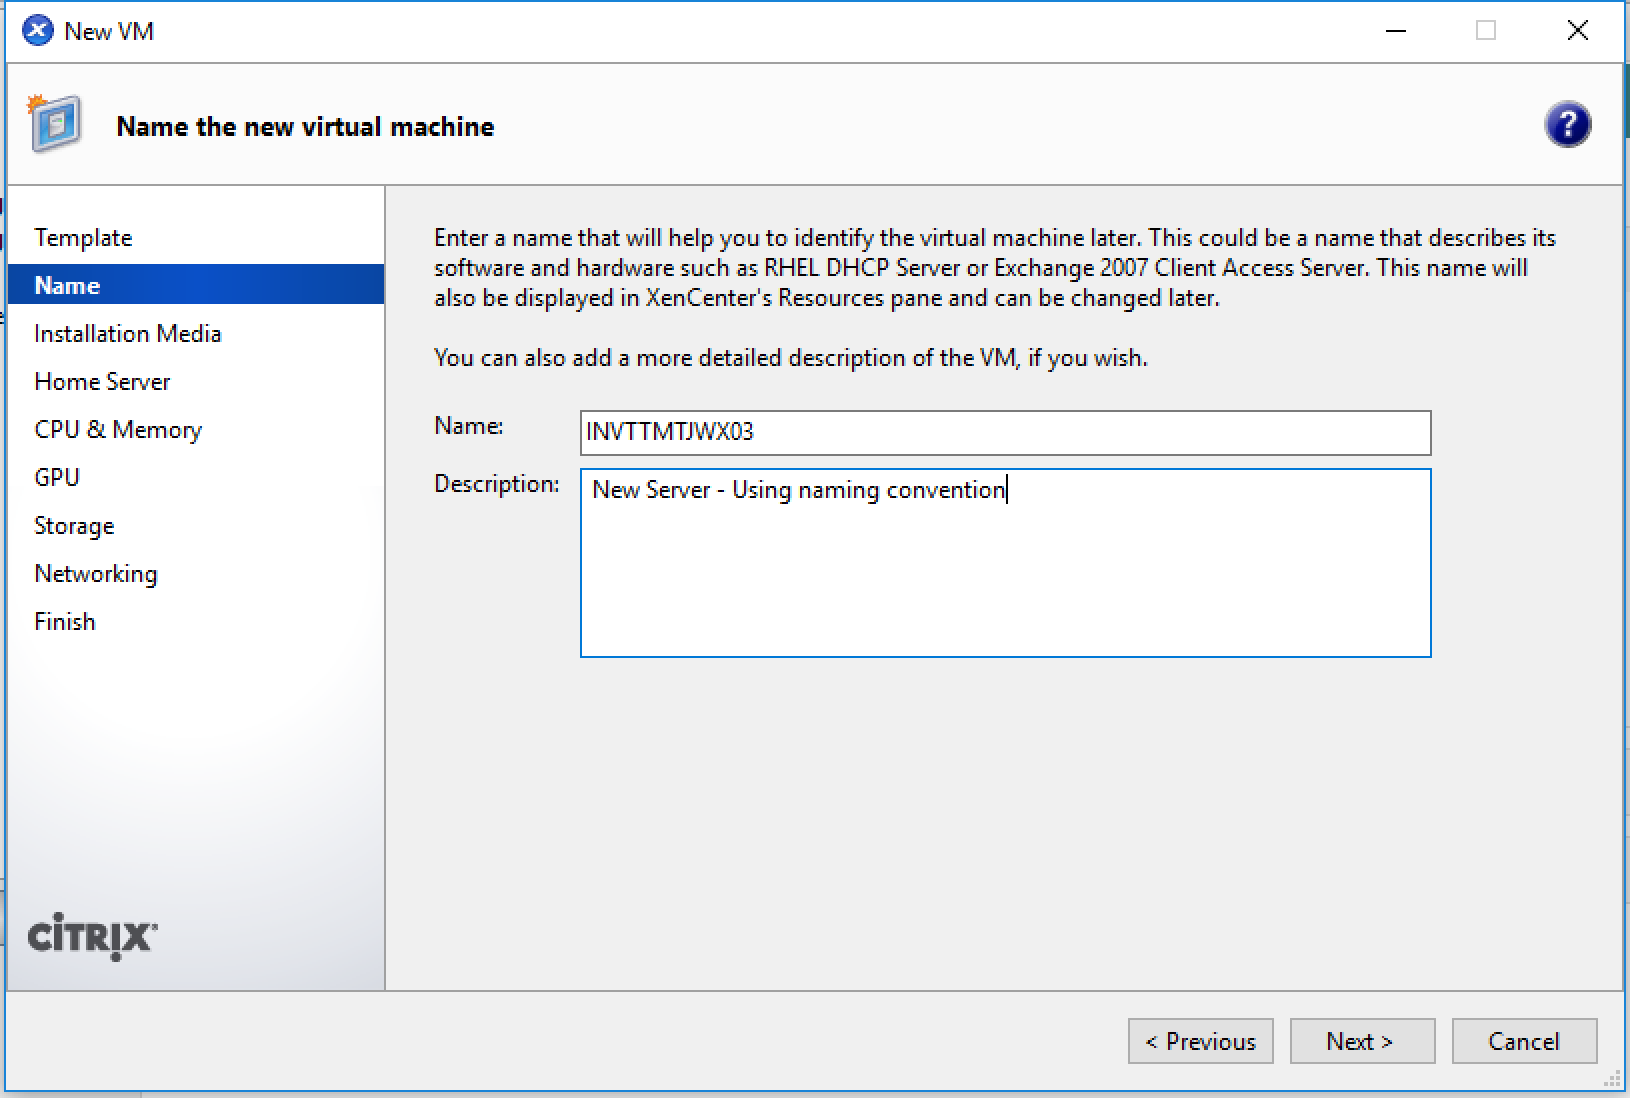 New VM
Name the new virtual machine
?
Template
Name
Installation Media
Home Server
CPU & Memory
GPU
Storage
Networking
Finish
CiTRIX®
Enter a name that will help you to identify the virtual machine later. This could be a name that describes its
software and hardware such as RHEL DHCP Server or Exchange 2007 Client Access Server. This name will
also be displayed in XenCenter's Resources pane and can be changed later.
You can also add a more detailed description of the VM, if you wish.
Name: INVTTMTJWX03
Description: New Server - Using naming convention
< Previous Next > Cancel